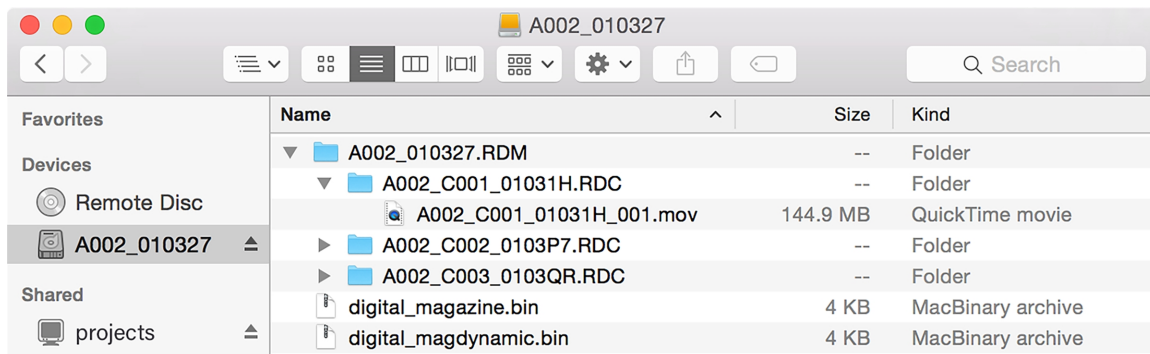 A002_010327
Search
Favorites
Devices
Remote Disc
A002_010327
Shared
projects
Name Size Kind
A002_010327.RDM -- Folder
A002_C001_01031H.RDC -- Folder
A002_C001_01031H_001.mov 144.9 MB QuickTime movie
A002_C002_0103P7.RDC -- Folder
A002_C003_0103QR.RDC -- Folder
digital_magazine.bin 4 KB MacBinary archive
digital_magdynamic.bin 4 KB MacBinary archive